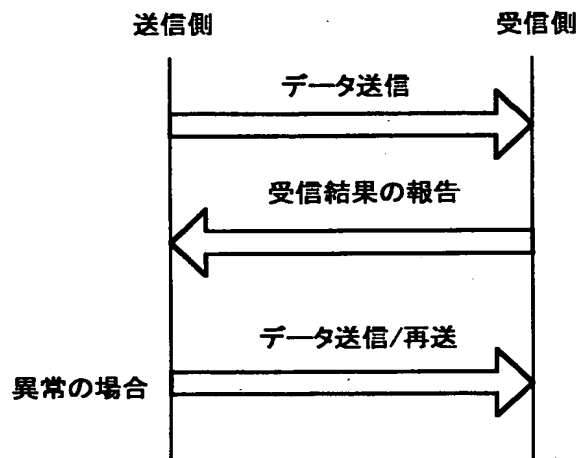 送信側
受信側
データ送信
受信結果の報告
データ送信/再送
異常の場合